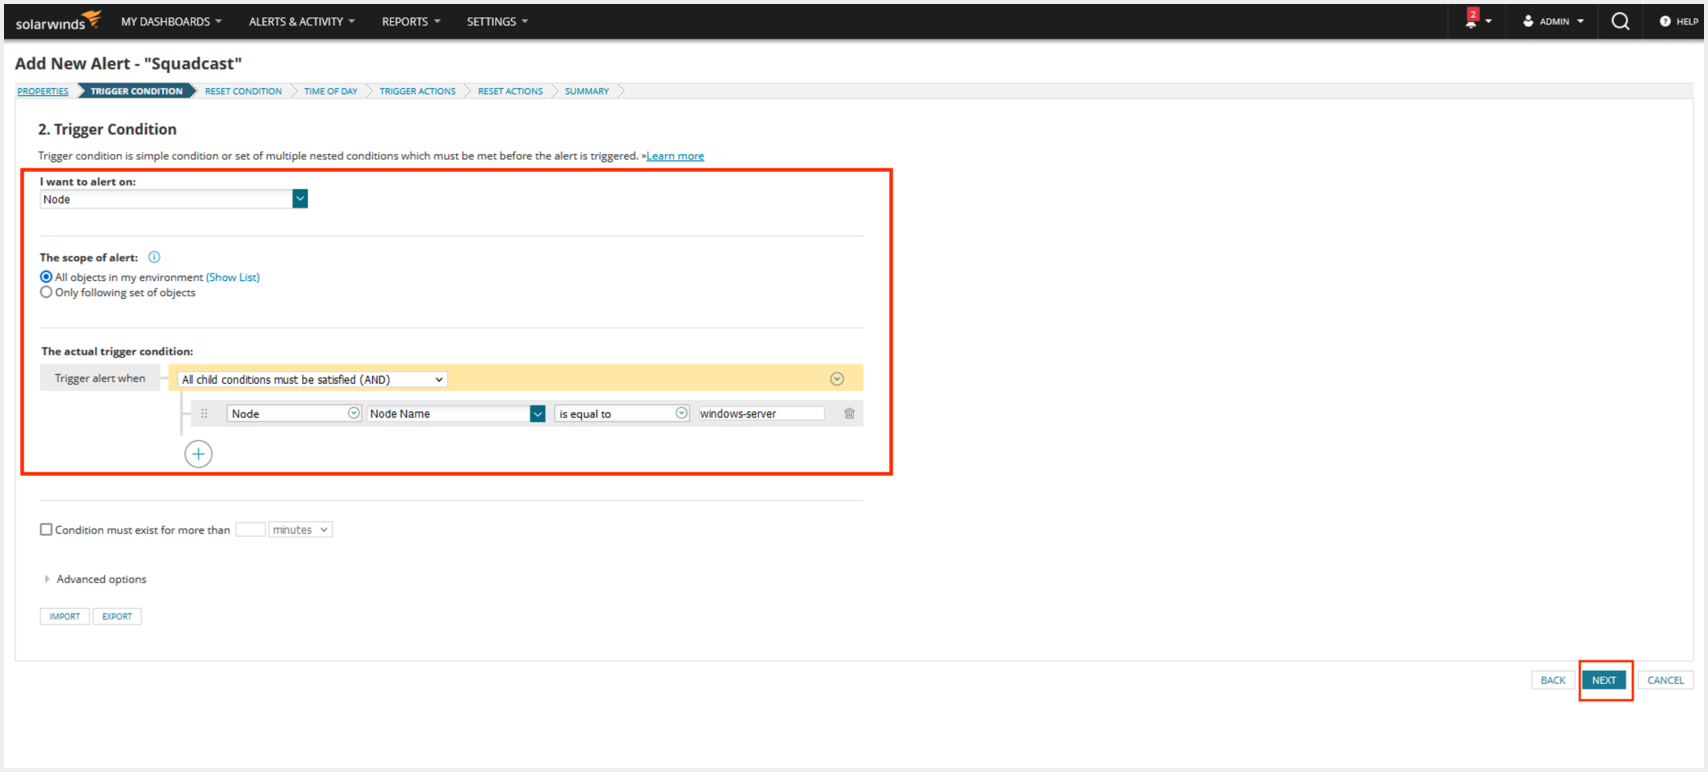 solarwinds MY DASHBOARDS ALERTS & ACTIVITY REPORTS SETTINGS 2 ADMIN ? HELP
Add New Alert - "Squadcast"
PROPERTIES TRIGGER CONDITION RESET CONDITION TIME OF DAY TRIGGER ACTIONS RESET ACTIONS SUMMARY
2. Trigger Condition
Trigger condition is simple condition or set of multiple nested conditions which must be met before the alert is triggered. »Learn more
I want to alert on:
Node
The scope of alert: i
All objects in my environment (Show List)
Only following set of objects
The actual trigger condition:
Trigger alert when All child conditions must be satisfied (AND)
Node Node Name is equal to windows-server
Condition must exist for more than minutes
Advanced options
IMPORT EXPORT
BACK NEXT CANCEL